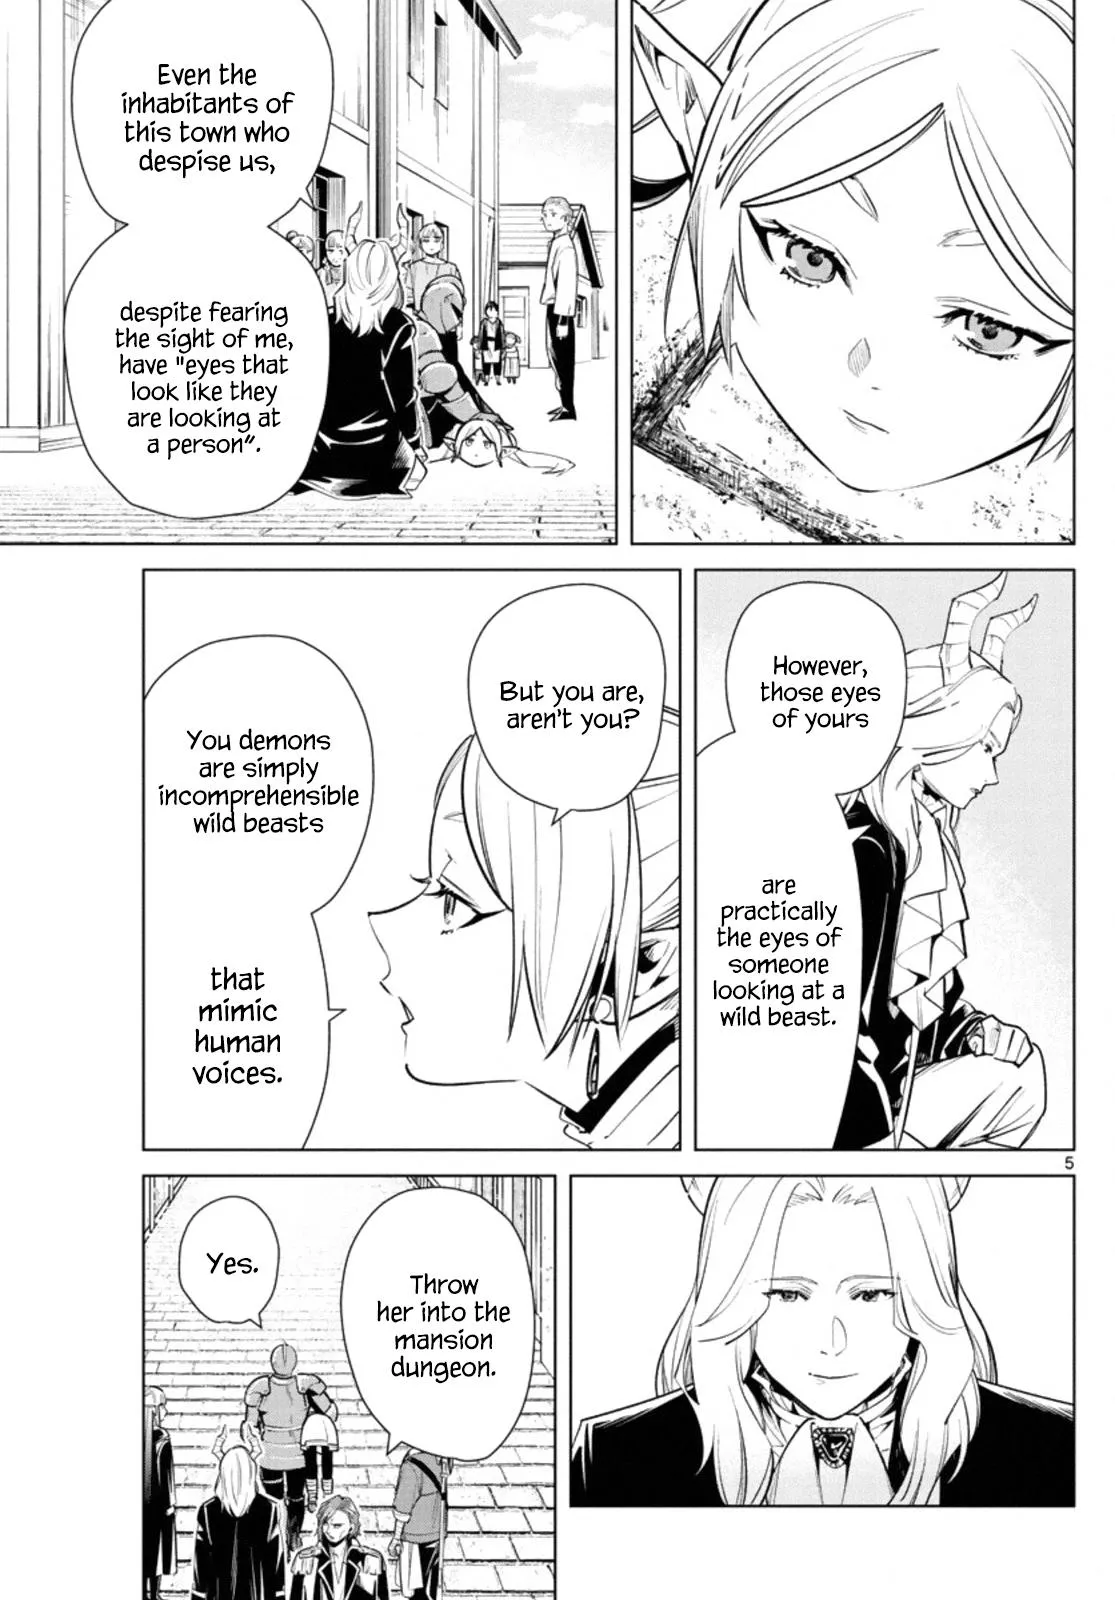 Even the
inhabitants of
this town who
despise us,
despite fearing
the sight of me,
have "eyes that
look like they
are looking at
a person".
However,
those eyes
of yours
are
practically
the eyes of
someone
looking at a
wild beast.
But you are,
aren't you?
You demons
are simply
incomprehensible
wild beasts
that
mimic
human
voices.
5
Throw
her into the
mansion
dungeon.
Yes.